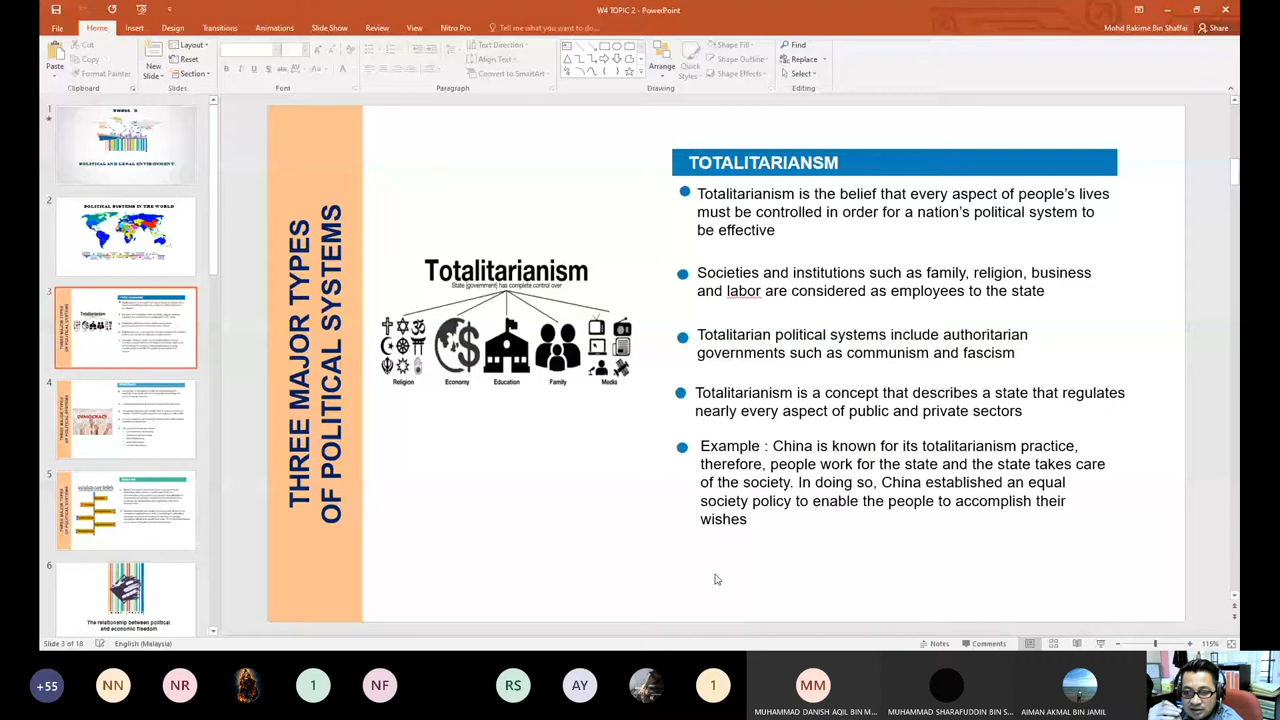 W4 TOPIC 2 - PowerPoint
File Home Insert Design Transitions Animations Slide Show Review View Nitro Pro Tell me what you want to do... Mohd Rakime Bin Shaffai Share
Paste Cut Copy Format Painter
New Slide Layout Reset Section
B I U S abc Aa A
Text Direction Align Text Convert to SmartArt
Arrange Quick Styles Shape Fill Shape Outline Shape Effects
Find Replace Select
Clipboard Slides Font Paragraph Drawing Editing
1
POLITICAL AND LEGAL ENVIRONMENT
2
POLITICAL SYSTEMS IN THE WORLD
3
4
DEMOCRACY
5
6
The relationship between political
and economic freedom
THREE MAJOR TYPES
OF POLITICAL SYSTEMS
Totalitarianism
State (government) has complete control over
Religion Economy Education Family Media
TOTALITARIANSM
Totalitarianism is the belief that every aspect of people's lives
must be controlled in order for a nation's political system to
be effective
Societies and institutions such as family, religion, business
and labor are considered as employees to the state
Totalitarian political systems include authoritarian
governments such as communism and fascism
Totalitarianism is a concept that describes a state that regulates
nearly every aspect of public and private sectors
Example : China is known for its totalitarianism practice,
therefore, people work for the state and the state takes care
of the society. In doing so, China established an equal
society policy to enable the people to accomplish their
wishes
Slide 3 of 18 English (Malaysia) Notes Comments 115%
+55 NN NR 1 NF RS AY 1 MM
MUHAMMAD DANISH AQIL BIN M... MUHAMMAD SHARAFUDDIN BIN S... AIMAN AKMAL BIN JAMIL